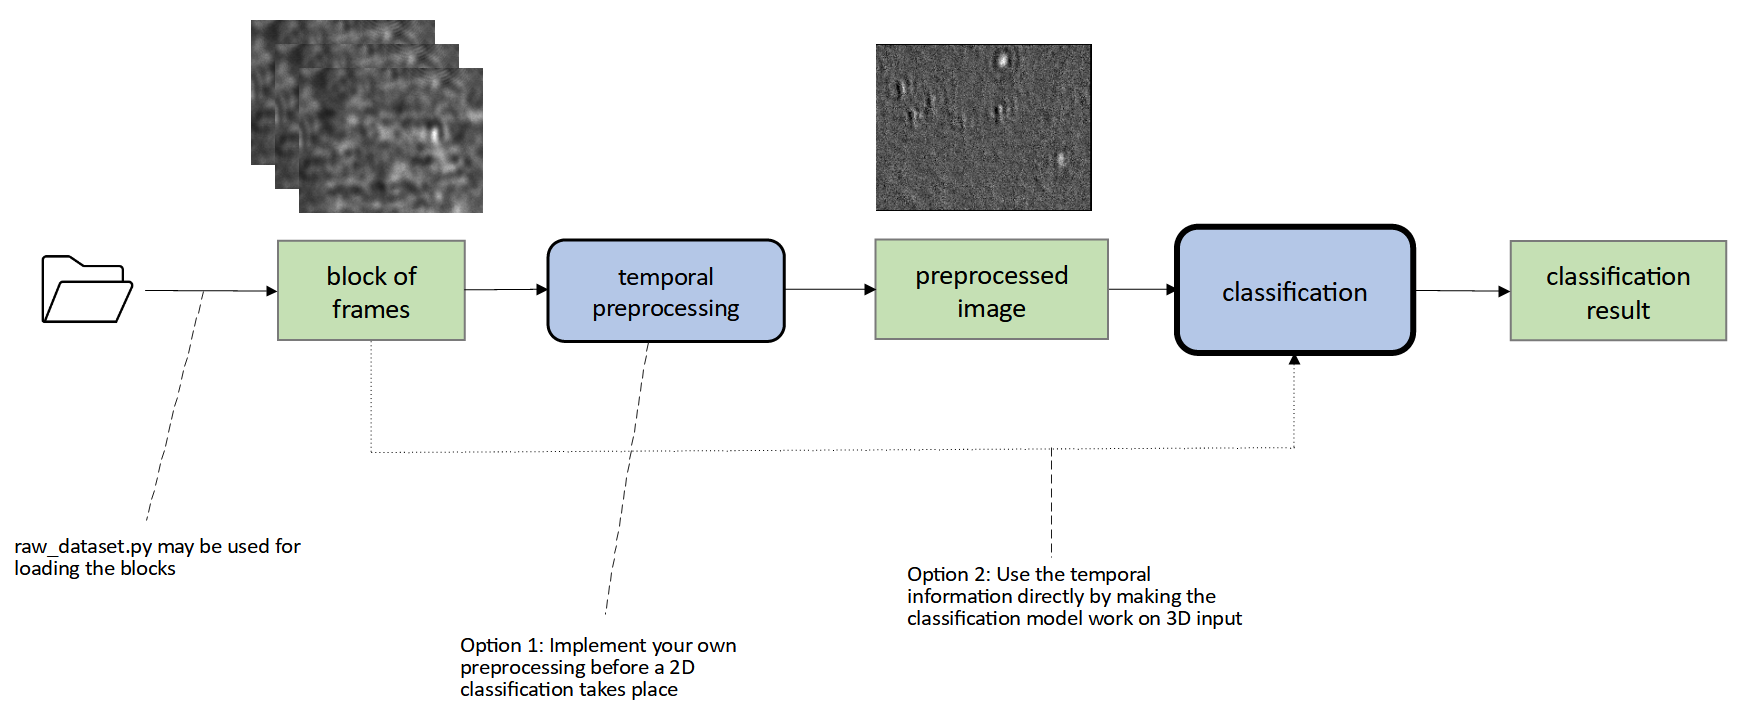 block of
frames
temporal
preprocessing
preprocessed
image
classification
classification
result
raw_dataset.py may be used for
loading the blocks
Option 1: Implement your own
preprocessing before a 2D
classification takes place
Option 2: Use the temporal
information directly by making the
classification model work on 3D input